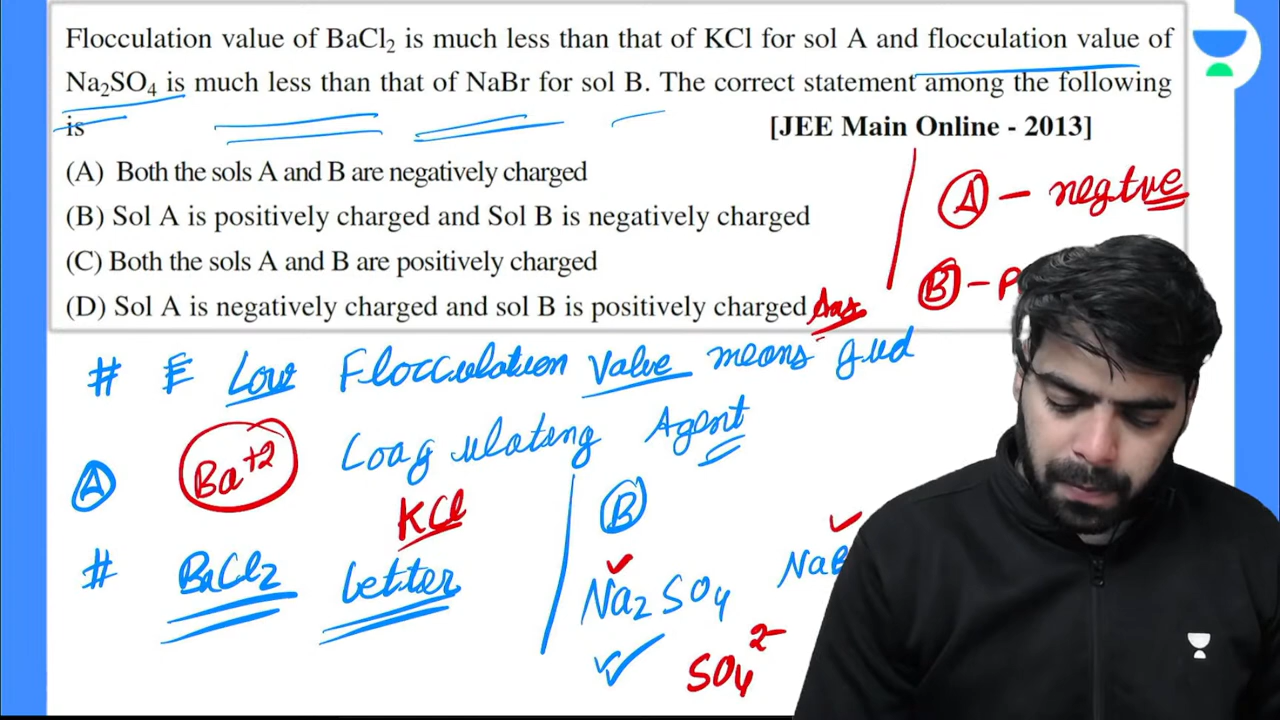 Flocculation value of BaCl₂ is much less than that of KCl for sol A and flocculation value of
Na₂SO₄ is much less than that of NaBr for sol B. The correct statement among the following
is
[JEE Main Online - 2013]
(A) Both the sols A and B are negatively charged
(B) Sol A is positively charged and Sol B is negatively charged
(C) Both the sols A and B are positively charged
(D) Sol A is negatively charged and sol B is positively charged Ans
A – negtve
B – P
# Low Flocculation Value means gud
Coagulating Agent
A Ba+2
KCl
# BaCl2 better
B
Na2SO4 NaB
SO4 2-